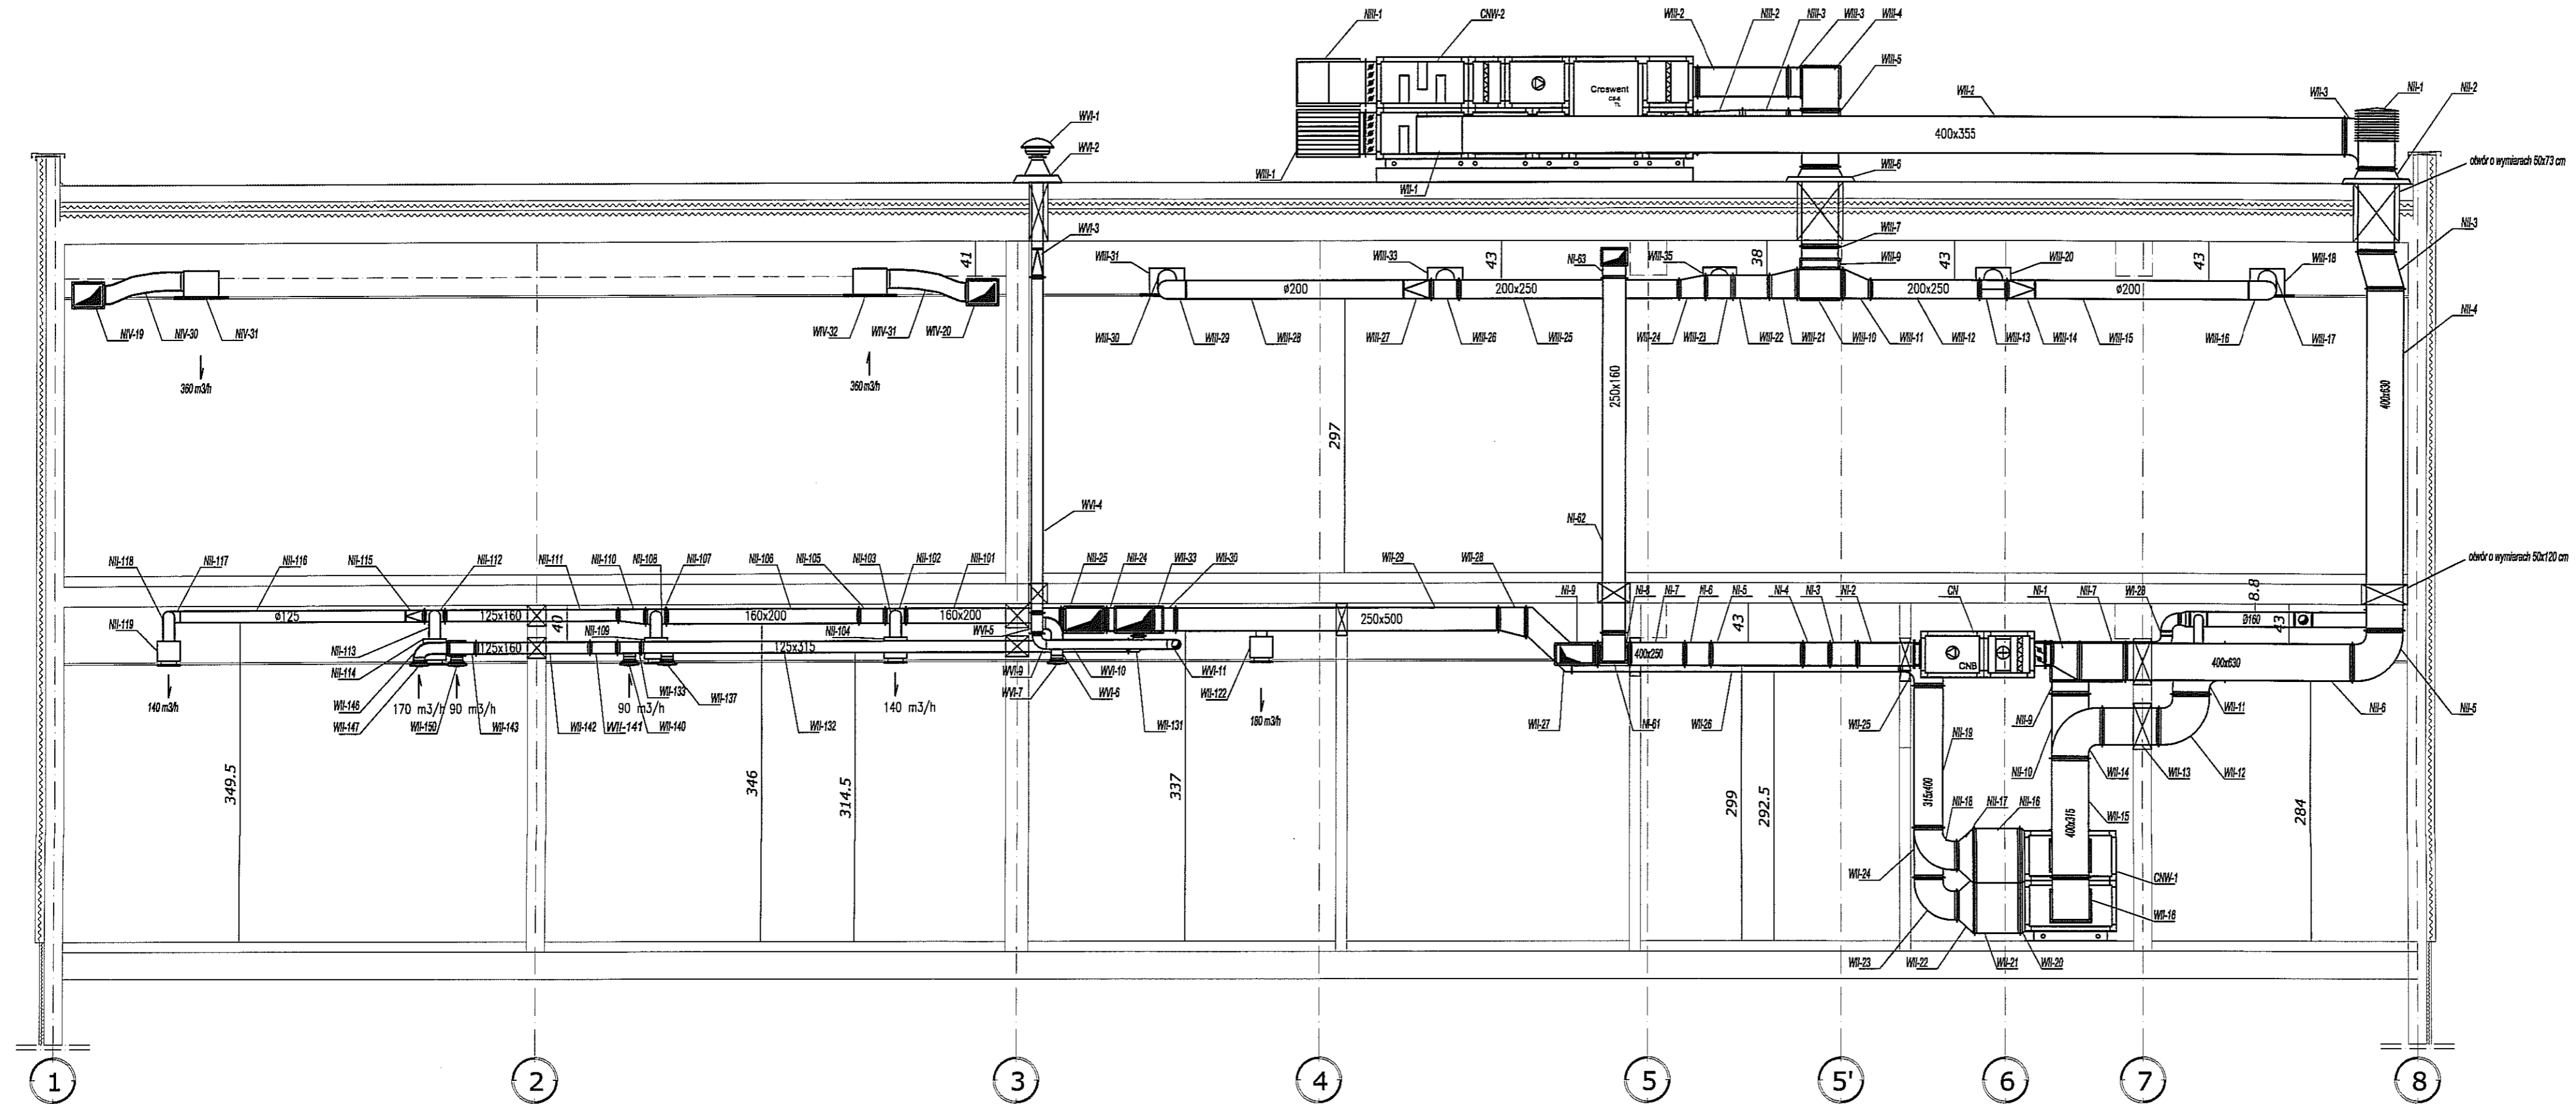 NIII-1
CNW-2
WIII-2
NIII-2
NIII-3
WIII-3
WIII-4
WIII-5
Croswent
CS-6
TL
WVI-1
WVI-2
WII-2
WII-3
NII-1
NII-2
400x355
otwór o wymiarach 50x73 cm
WIII-1
WII-1
WIII-6
WVI-3
WIII-7
NII-3
41
WIII-31
WIII-33
43
NI-63
WIII-35
38
WIII-9
43
WIII-20
43
WIII-18
ø200
200x250
200x250
ø200
NII-4
NIV-19
NIV-30
NIV-31
WIV-32
WIV-31
WIV-20
WIII-30
WIII-29
WIII-28
WIII-27
WIII-26
WIII-25
WIII-24
WIII-23
WIII-22
WIII-21
WIII-10
WIII-11
WIII-12
WIII-13
WIII-14
WIII-15
WIII-16
WIII-17
360 m3/h
360 m3/h
250x160
400x630
297
WVI-4
NI-62
otwór o wymiarach 50x120 cm
NII-118
NII-117
NII-116
NII-115
NII-112
NII-111
NII-110
NII-108
NII-107
NII-106
NII-105
NII-103
NII-102
NII-101
NII-25
NII-24
WII-33
WII-30
WII-29
WII-28
NI-9
NI-8
NI-7
NI-6
NI-5
NI-4
NI-3
NI-2
CN
NI-1
NII-7
WI-28
8.8
ø125
125x160
40
160x200
160x200
250x500
43
Ø160
43
NII-119
NII-109
NII-104
WVI-5
NII-113
125x160
125x315
400x250
CNB
400x630
NII-114
WVI-9
WVI-10
WVI-11
WII-133
WII-137
WVI-7
WVI-6
WII-122
140 m3/h
WII-146
170 m3/h
90 m3/h
90 m3/h
140 m3/h
180 m3/h
NII-9
WII-11
NII-6
NII-5
WII-147
WII-150
WII-143
WII-142
WII-141
WII-140
WII-132
WII-131
WII-27
NI-61
WII-26
WII-25
NII-19
NII-10
WII-14
WII-13
WII-12
349.5
346
314.5
337
299
292.5
315x400
400x315
284
NII-18
NII-17
NII-16
WII-15
WII-24
CNW-1
WII-18
WII-23
WII-22
WII-21
WII-20
1
2
3
4
5
5'
6
7
8